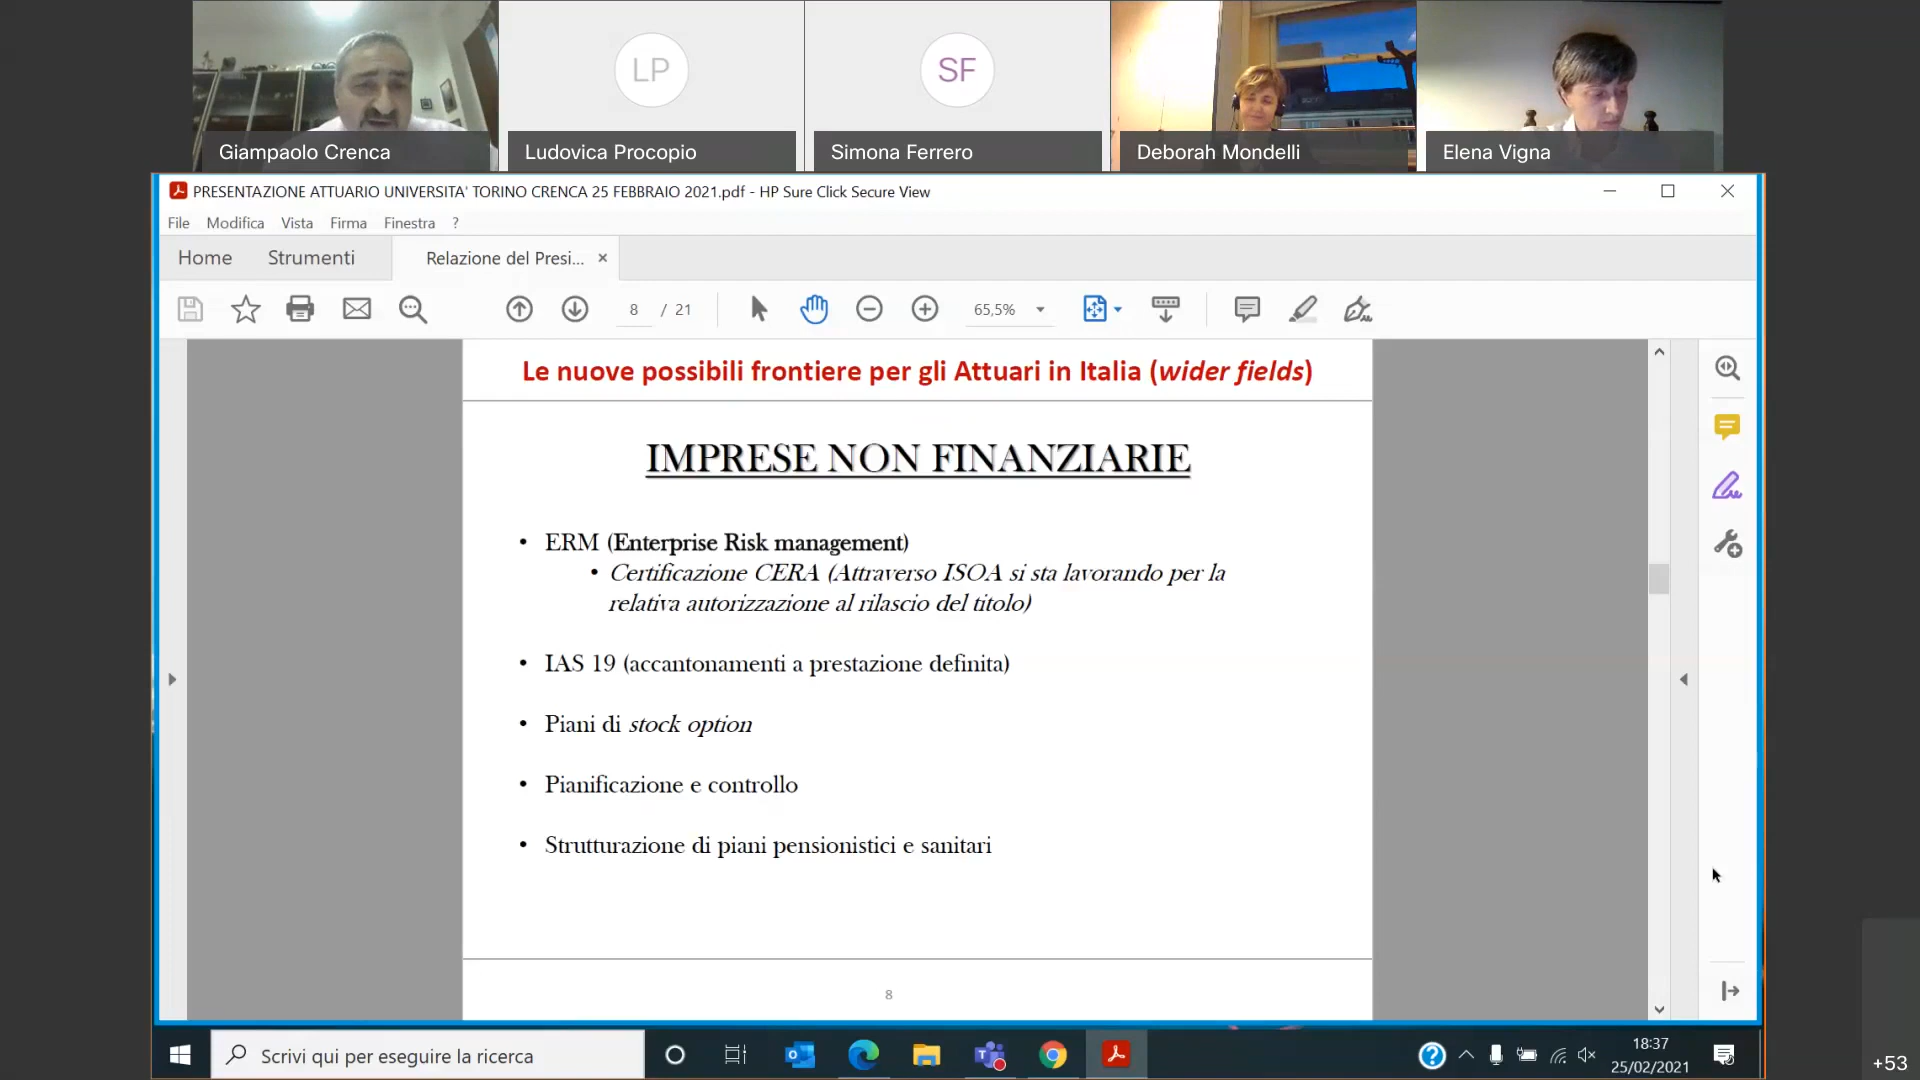 LP
SF
Giampaolo Crenca
Ludovica Procopio
Simona Ferrero
Deborah Mondelli
Elena Vigna
PRESENTAZIONE ATTUARIO UNIVERSITA' TORINO CRENCA 25 FEBBRAIO 2021.pdf - HP Sure Click Secure View
File Modifica Vista Firma Finestra ?
Home Strumenti Relazione del Presi... ×
8 / 21 65,5%
Le nuove possibili frontiere per gli Attuari in Italia (wider fields)
IMPRESE NON FINANZIARIE
• ERM (Enterprise Risk management)
• Certificazione CERA (Attraverso ISOA si sta lavorando per la
relativa autorizzazione al rilascio del titolo)
• IAS 19 (accantonamenti a prestazione definita)
• Piani di stock option
• Pianificazione e controllo
• Strutturazione di piani pensionistici e sanitari
8
Scrivi qui per eseguire la ricerca
18:37
25/02/2021
+53